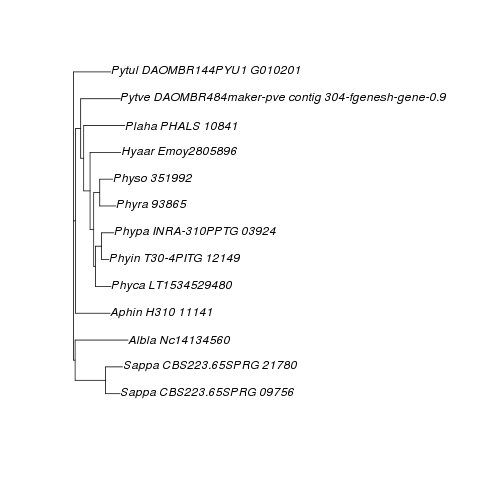 Pytul DAOMBR144PYU1 G010201
Pytve DAOMBR484maker-pve contig 304-fgenesh-gene-0.9
Plaha PHALS 10841
Hyaar Emoy2805896
Physo 351992
Phyra 93865
Phypa INRA-310PPTG 03924
Phyin T30-4PITG 12149
Phyca LT1534529480
Aphin H310 11141
Albla Nc14134560
Sappa CBS223.65SPRG 21780
Sappa CBS223.65SPRG 09756